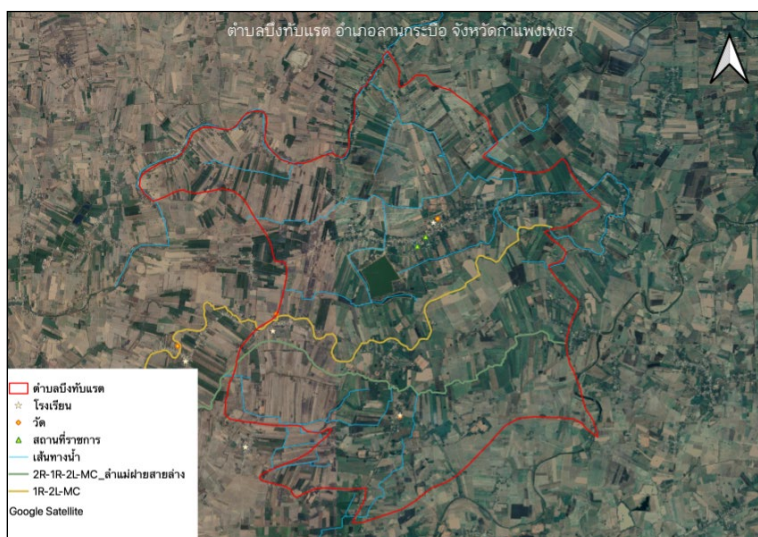 ตำบลบึงทับแรต อำเภอลานกระบือ จังหวัดกำแพงเพชร
ตำบลบึงทับแรต
โรงเรียน
วัด
สถานที่ราชการ
เส้นทางน้ำ
2R-1R-2L-MC_ลำแม่ฝายสายล่าง
1R-2L-MC
Google Satellite